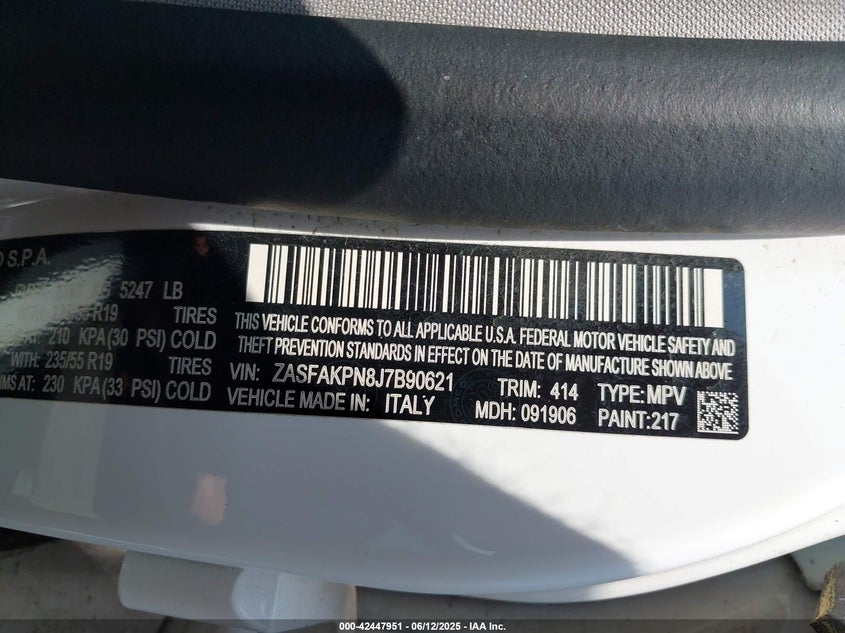 O S.P.A.
5247 LB
R19 TIRES
AT: 210 KPA(30 PSI) COLD
WITH: 235/55 R19 TIRES
MS AT: 230 KPA(33 PSI) COLD
THIS VEHICLE CONFORMS TO ALL APPLICABLE U.S.A. FEDERAL MOTOR VEHICLE SAFETY AND
THEFT PREVENTION STANDARDS IN EFFECT ON THE DATE OF MANUFACTURE SHOWN ABOVE
VIN: ZASFAKPN8J7B90621 TRIM: 414 TYPE: MPV
VEHICLE MADE IN: ITALY MDH: 091906 PAINT: 217
000-42447951 - 06/12/2025 - IAA Inc.